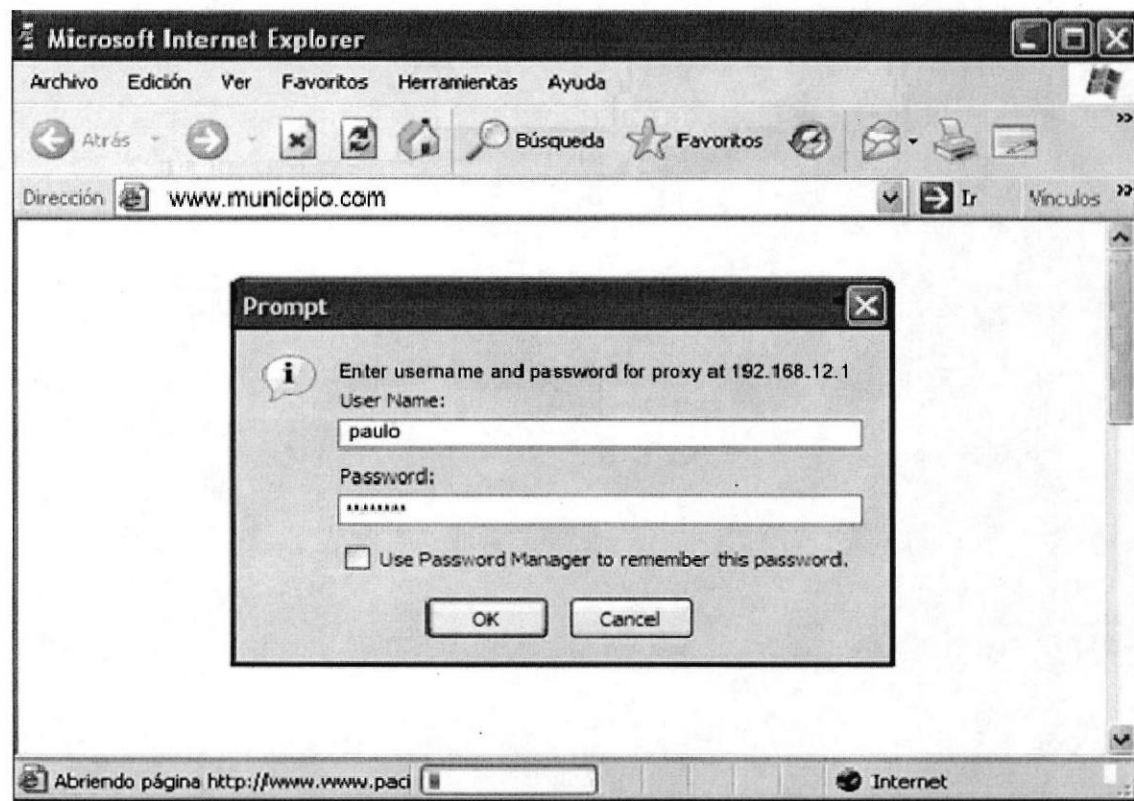 Microsoft Internet Explorer
Archivo Edición Ver Favoritos Herramientas Ayuda
Atrás Búsqueda Favoritos
Dirección www.municipio.com Ir Vínculos
Prompt
Enter username and password for proxy at 192.168.12.1
User Name:
paulo
Password:
********
Use Password Manager to remember this password.
OK Cancel
Abriendo página http://www.www.paci Internet